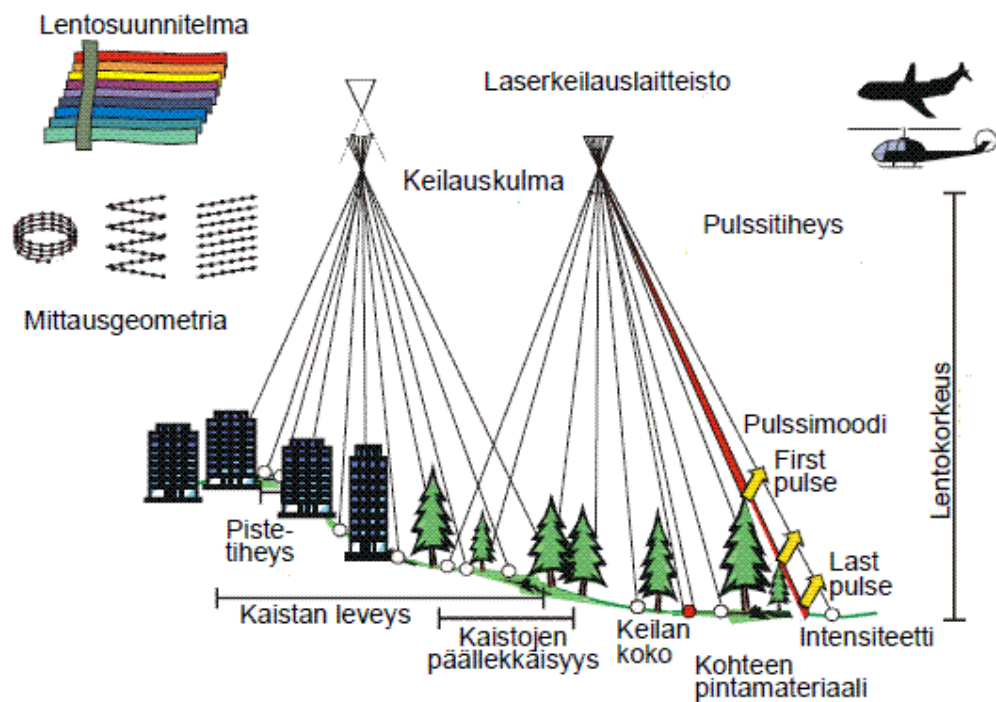 Lentosuunnitelma
Laserkeilauslaitteisto
Keilauskulma
Pulssitiheys
Mittausgeometria
Lentokorkeus
Pulssimoodi
First
pulse
Piste-
tiheys
Last
pulse
Kaistan leveys
Kaistojen
päällekkäisyys
Keilan
koko
Intensiteetti
Kohteen
pintamateriaali